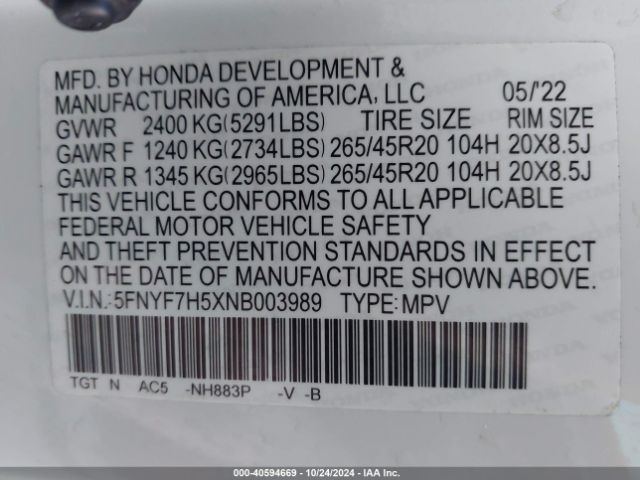 MFD. BY HONDA DEVELOPMENT &
MANUFACTURING OF AMERICA, LLC 05/'22
GVWR 2400 KG(5291LBS) TIRE SIZE RIM SIZE
GAWR F 1240 KG(2734LBS) 265/45R20 104H 20X8.5J
GAWR R 1345 KG(2965LBS) 265/45R20 104H 20X8.5J
THIS VEHICLE CONFORMS TO ALL APPLICABLE
FEDERAL MOTOR VEHICLE SAFETY
AND THEFT PREVENTION STANDARDS IN EFFECT
ON THE DATE OF MANUFACTURE SHOWN ABOVE.
V.I.N.:5FNYF7H5XNB003989 TYPE:MPV
TGT N AC5 -NH883P -V -B
000-40594669 - 10/24/2024 - IAA Inc.